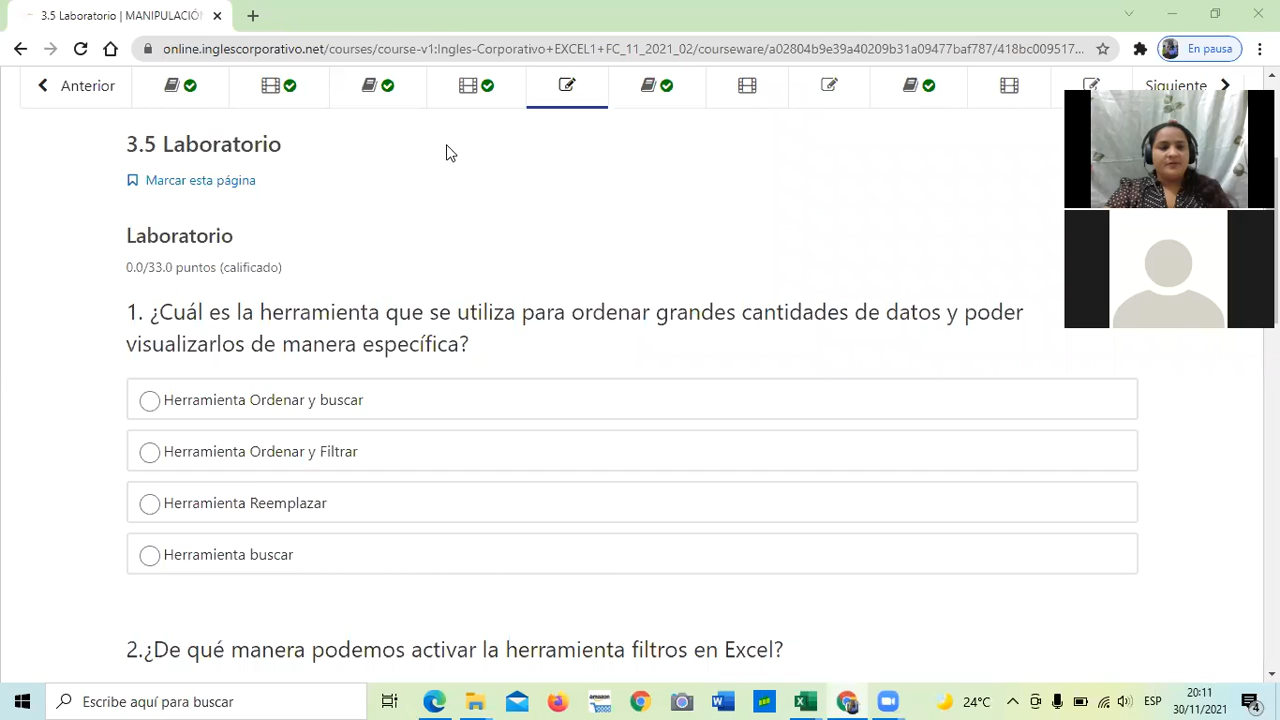 3.5 Laboratorio | MANIPULACIÓN
online.inglescorporativo.net/courses/course-v1:Ingles-Corporativo+EXCEL1+FC_11_2021_02/courseware/a02804b9e39a40209b31a09477baf787/418bc009517...
En pausa
Anterior
Siguiente
3.5 Laboratorio
Marcar esta página
Laboratorio
0.0/33.0 puntos (calificado)
1. ¿Cuál es la herramienta que se utiliza para ordenar grandes cantidades de datos y poder
visualizarlos de manera específica?
Herramienta Ordenar y buscar
Herramienta Ordenar y Filtrar
Herramienta Reemplazar
Herramienta buscar
2.¿De qué manera podemos activar la herramienta filtros en Excel?
Escribe aquí para buscar
amazon
24°C
ESP
20:11
30/11/2021
4